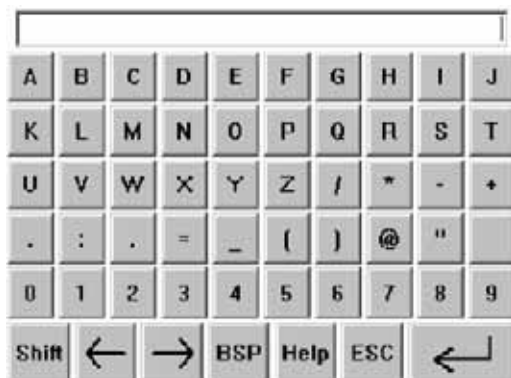 A B C D E F G H I J
K L M N O P Q R S T
U V W X Y Z / * - +
. : . = _ ( ) @ "
0 1 2 3 4 5 6 7 8 9
Shift ← → BSP Help ESC ↵